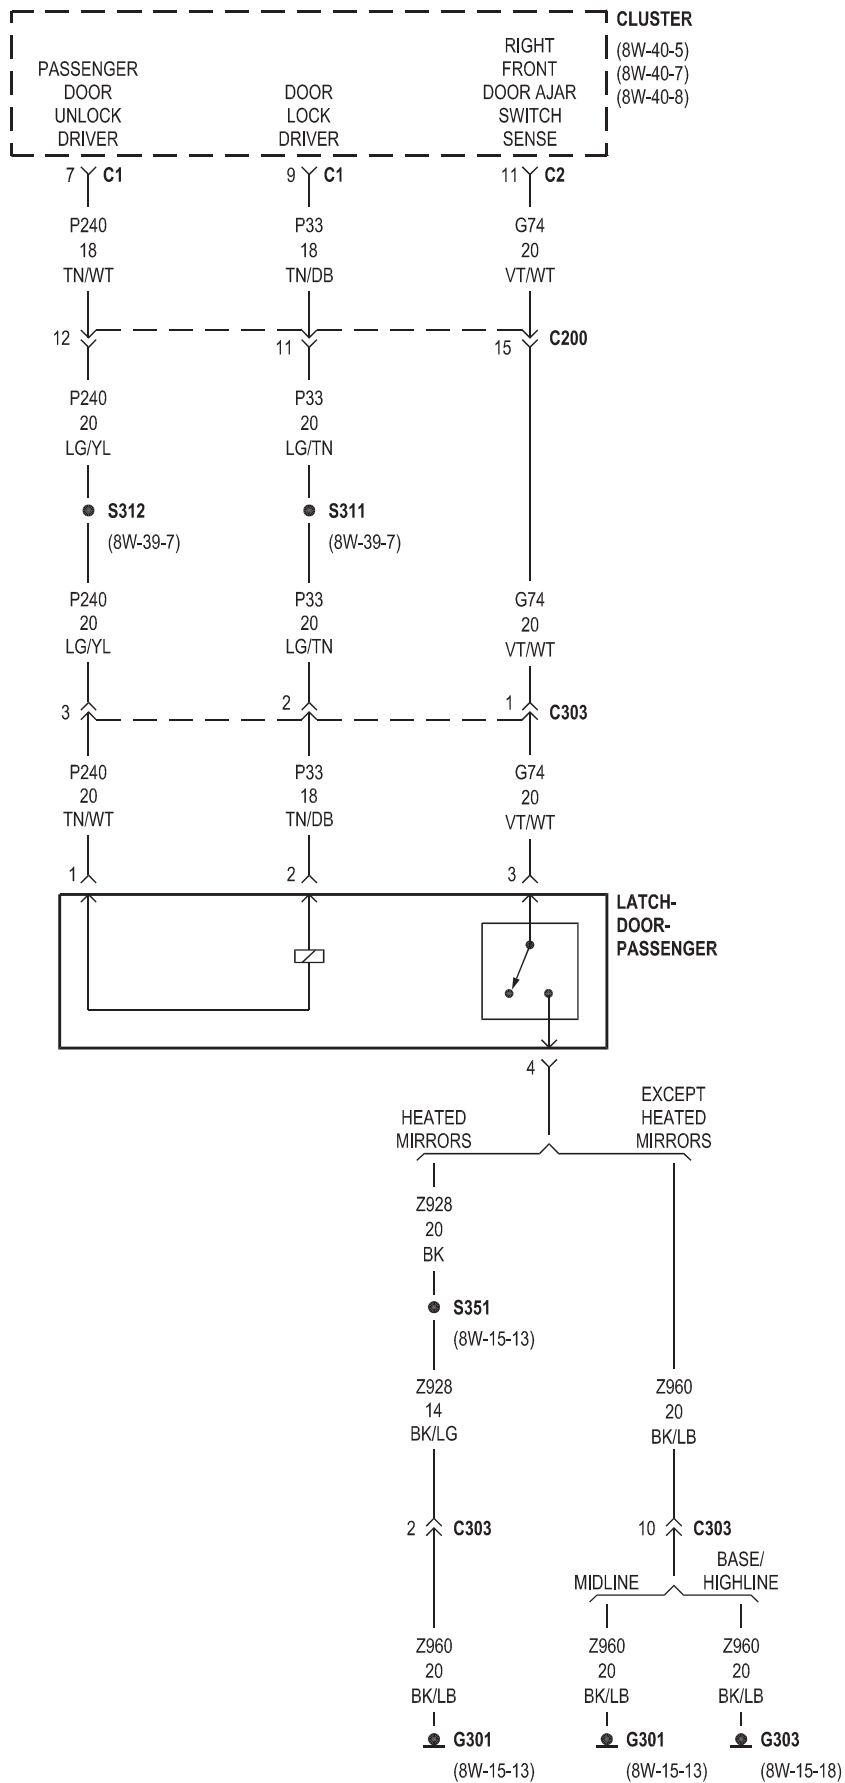 CLUSTER
(8W-40-5)
(8W-40-7)
(8W-40-8)
PASSENGER
DOOR
UNLOCK
DRIVER
DOOR
LOCK
DRIVER
RIGHT
FRONT
DOOR AJAR
SWITCH
SENSE
7 C1 9 C1 11 C2
P240 P33 G74
18 18 20
TN/WT TN/DB VT/WT
12 11 15 C200
P240 P33
20 20
LG/YL LG/TN
S312 S311
(8W-39-7) (8W-39-7)
P240 P33 G74
20 20 20
LG/YL LG/TN VT/WT
3 2 1 C303
P240 P33 G74
20 18 20
TN/WT TN/DB VT/WT
1 2 3
LATCH-
DOOR-
PASSENGER
4
HEATED
MIRRORS
EXCEPT
HEATED
MIRRORS
Z928
20
BK
S351
(8W-15-13)
Z928 Z960
14 20
BK/LG BK/LB
2 C303 10 C303
MIDLINE
BASE/
HIGHLINE
Z960 Z960 Z960
20 20 20
BK/LB BK/LB BK/LB
G301 G301 G303
(8W-15-13) (8W-15-13) (8W-15-18)